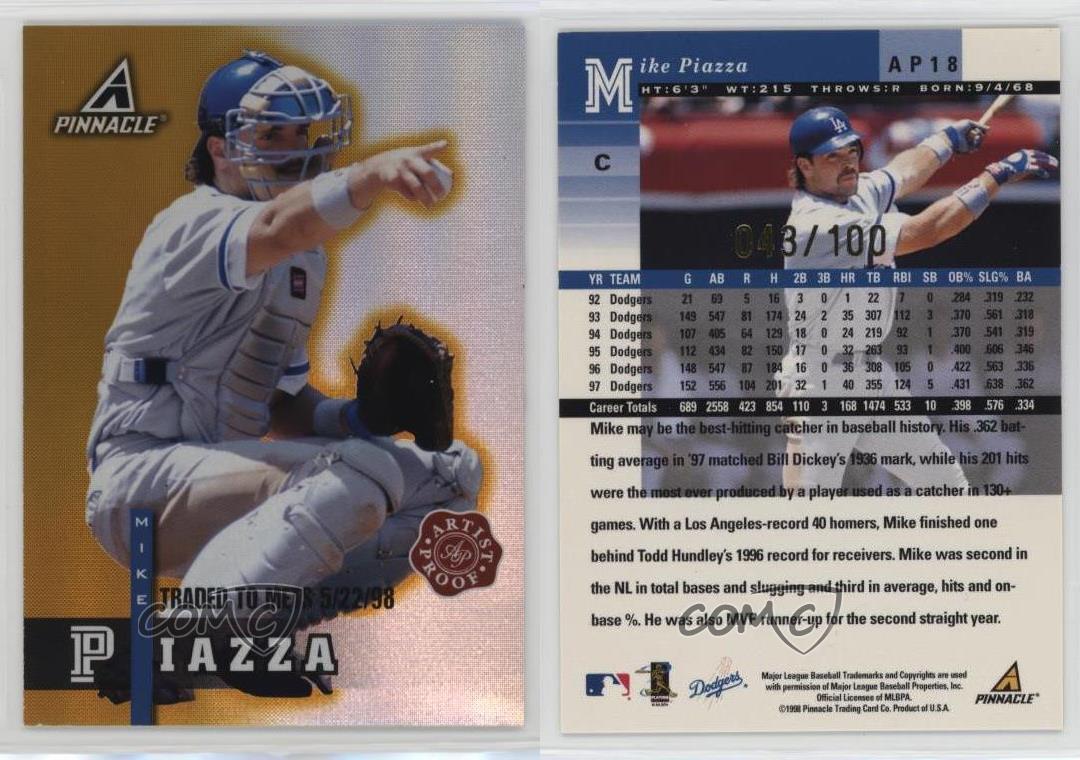 PINNACLE®
MIKE
ARTIST
AP
PROOF
TRADED TO METS 5/22/98
COMC
PIAZZA
Mike Piazza
AP18
HT:6'3" WT:215 THROWS:R BORN:9/4/68
C
LA
043/100
YR TEAM G AB R H 2B 3B HR TB RBI SB OB% SLG% BA
92 Dodgers 21 69 5 16 3 0 1 22 7 0 .284 .319 .232
93 Dodgers 149 547 81 174 24 2 35 307 112 3 .370 .561 .318
94 Dodgers 107 405 64 129 18 0 24 219 92 1 .370 .541 .319
95 Dodgers 112 434 82 150 17 0 32 263 93 1 .400 .606 .346
96 Dodgers 148 547 87 184 16 0 36 308 105 0 .422 .563 .336
97 Dodgers 152 556 104 201 32 1 40 355 124 5 .431 .638 .362
Career Totals 689 2558 423 854 110 3 168 1474 533 10 .398 .576 .334
Mike may be the best-hitting catcher in baseball history. His .362 bat-
ting average in '97 matched Bill Dickey's 1936 mark, while his 201 hits
were the most ever produced by a player used as a catcher in 130+
games. With a Los Angeles-record 40 homers, Mike finished one
behind Todd Hundley's 1996 record for receivers. Mike was second in
the NL in total bases and slugging and third in average, hits and on-
base %. He was also MVP runner-up for the second straight year.
COMC
Dodgers
Major League Baseball Trademarks and Copyrights are used
with permission of Major League Baseball Properties, Inc.
Official Licensee of MLBPA.
©1998 Pinnacle Trading Card Co. Product of U.S.A.
PINNACLE®